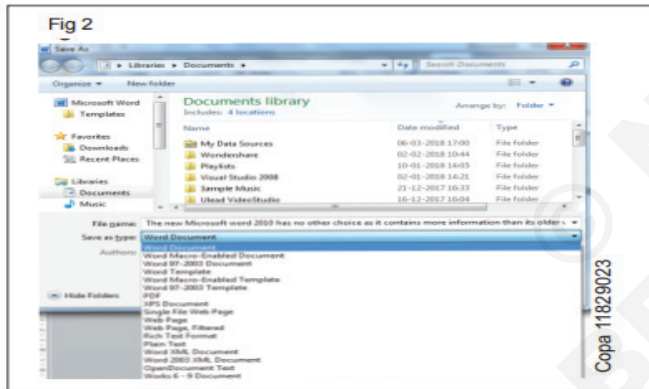 Fig 2
Save As
Libraries ▸ Documents ▸
Search Documents
Organize ▾ New folder
Microsoft Word
Templates
Favorites
Downloads
Recent Places
Libraries
Documents
Music
Documents library
Includes: 4 locations
Arrange by: Folder ▾
Name Date modified Type
My Data Sources 06-03-2018 17:00 File folder
Wondershare 02-02-2018 10:44 File folder
Playlists 10-01-2018 14:05 File folder
Visual Studio 2008 02-01-2018 14:21 File folder
Sample Music 21-12-2017 16:33 File folder
Ulead VideoStudio 16-12-2017 16:04 File folder
File name: The new Microsoft word 2010 has no other choice as it contains more information than its older
Save as type: Word Document
Authors:
Word Document
Word Macro-Enabled Document
Word 97-2003 Document
Word Template
Word Macro-Enabled Template
Word 97-2003 Template
PDF
XPS Document
Single File Web Page
Web Page
Web Page, Filtered
Rich Text Format
Plain Text
Word XML Document
Word 2003 XML Document
OpenDocument Text
Works 6 - 9 Document
Hide Folders
Copa 11829023